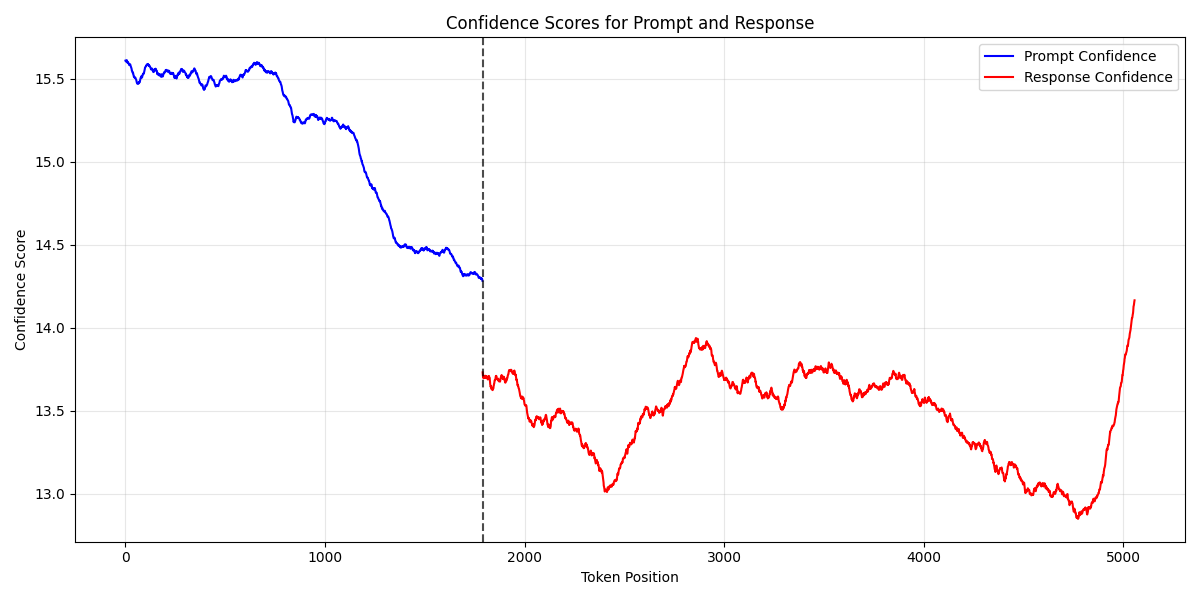 Confidence Scores for Prompt and Response
Prompt Confidence
Response Confidence
Confidence Score
15.5
15.0
14.5
14.0
13.5
13.0
0
1000
2000
3000
4000
5000
Token Position